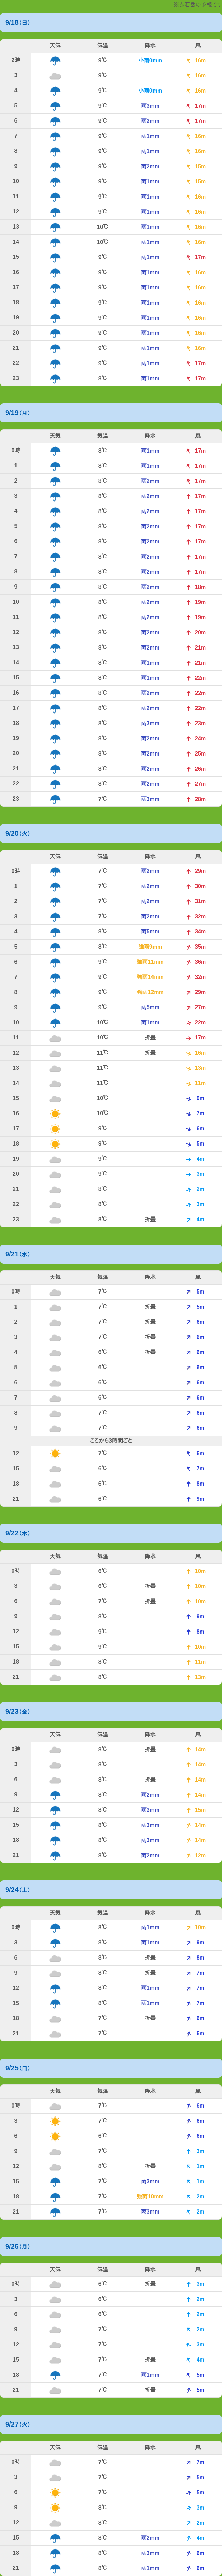 9/18(日)
天気 気温 降水 風
2時 9℃ 小雨0mm 16m
3 9℃ 16m
4 9℃ 小雨0mm 16m
5 9℃ 雨3mm 17m
6 9℃ 雨2mm 17m
7 9℃ 雨1mm 16m
8 9℃ 雨1mm 15m
9 9℃ 雨2mm 15m
10 9℃ 雨1mm 15m
11 9℃ 雨1mm 16m
12 9℃ 雨1mm 16m
13 10℃ 雨1mm 16m
14 10℃ 雨1mm 16m
15 9℃ 雨1mm 17m
16 9℃ 雨1mm 16m
17 9℃ 雨1mm 16m
18 9℃ 雨1mm 16m
19 9℃ 雨1mm 16m
20 9℃ 雨1mm 16m
21 9℃ 雨1mm 16m
22 9℃ 雨1mm 17m
23 8℃ 雨1mm 17m
9/19(月)
天気 気温 降水 風
0時 8℃ 雨1mm 17m
1 8℃ 雨1mm 17m
2 8℃ 雨2mm 17m
3 8℃ 雨2mm 17m
4 8℃ 雨2mm 17m
5 8℃ 雨2mm 17m
6 8℃ 雨2mm 17m
7 8℃ 雨2mm 17m
8 8℃ 雨2mm 17m
9 8℃ 雨2mm 18m
10 8℃ 雨2mm 19m
11 8℃ 雨2mm 19m
12 8℃ 雨2mm 20m
13 9℃ 雨2mm 21m
14 8℃ 雨1mm 21m
15 8℃ 雨1mm 22m
16 8℃ 雨2mm 22m
17 8℃ 雨2mm 22m
18 8℃ 雨3mm 23m
19 8℃ 雨2mm 24m
20 8℃ 雨2mm 25m
21 8℃ 雨2mm 26m
22 8℃ 雨2mm 27m
23 7℃ 雨3mm 28m
9/20(火)
天気 気温 降水 風
0時 7℃ 雨2mm 29m
1 7℃ 雨2mm 30m
2 7℃ 雨2mm 31m
3 7℃ 雨2mm 32m
4 8℃ 雨5mm 34m
5 8℃ 強雨9mm 35m
6 9℃ 強雨11mm 36m
7 9℃ 強雨14mm 32m
8 9℃ 強雨12mm 29m
9 9℃ 雨5mm 27m
10 10℃ 雨1mm 22m
11 10℃ 折曇 17m
12 11℃ 折曇 16m
13 11℃ 13m
14 11℃ 11m
15 10℃ 9m
16 10℃ 7m
17 9℃ 6m
18 9℃ 5m
19 9℃ 4m
20 9℃ 3m
21 8℃ 2m
22 8℃ 3m
23 8℃ 折曇 4m
9/21(水)
天気 気温 降水 風
0時 7℃ 5m
1 7℃ 折曇 5m
2 7℃ 折曇 6m
3 7℃ 折曇 6m
4 6℃ 折曇 6m
5 6℃ 6m
6 6℃ 6m
7 6℃ 6m
8 7℃ 6m
9 7℃ 6m
ここから3時間ごと
12 7℃ 6m
15 6℃ 7m
18 6℃ 8m
21 6℃ 9m
9/22(木)
天気 気温 降水 風
0時 6℃ 10m
3 6℃ 折曇 10m
6 7℃ 折曇 10m
9 8℃ 9m
12 9℃ 8m
15 9℃ 10m
18 8℃ 11m
21 8℃ 13m
9/23(金)
天気 気温 降水 風
0時 8℃ 折曇 14m
3 8℃ 14m
6 8℃ 折曇 14m
9 8℃ 雨2mm 14m
12 8℃ 雨3mm 15m
15 8℃ 雨3mm 14m
18 8℃ 雨3mm 14m
21 8℃ 雨2mm 12m
9/24(土)
天気 気温 降水 風
0時 8℃ 雨1mm 10m
3 8℃ 雨1mm 9m
6 8℃ 折曇 8m
9 8℃ 折曇 7m
12 8℃ 雨1mm 7m
15 8℃ 雨1mm 7m
18 7℃ 折曇 6m
21 7℃ 6m
9/25(日)
天気 気温 降水 風
0時 7℃ 6m
3 7℃ 6m
6 6℃ 6m
9 7℃ 3m
12 8℃ 折曇 1m
15 7℃ 雨3mm 1m
18 7℃ 強雨10mm 2m
21 7℃ 雨3mm 2m
9/26(月)
天気 気温 降水 風
0時 6℃ 折曇 3m
3 6℃ 2m
6 6℃ 2m
9 7℃ 2m
12 7℃ 3m
15 7℃ 折曇 4m
18 7℃ 雨1mm 5m
21 7℃ 折曇 5m
9/27(火)
天気 気温 降水 風
0時 7℃ 7m
3 7℃ 5m
6 7℃ 5m
9 8℃ 3m
12 8℃ 2m
15 8℃ 雨2mm 4m
18 8℃ 雨3mm 6m
21 8℃ 雨1mm 6m